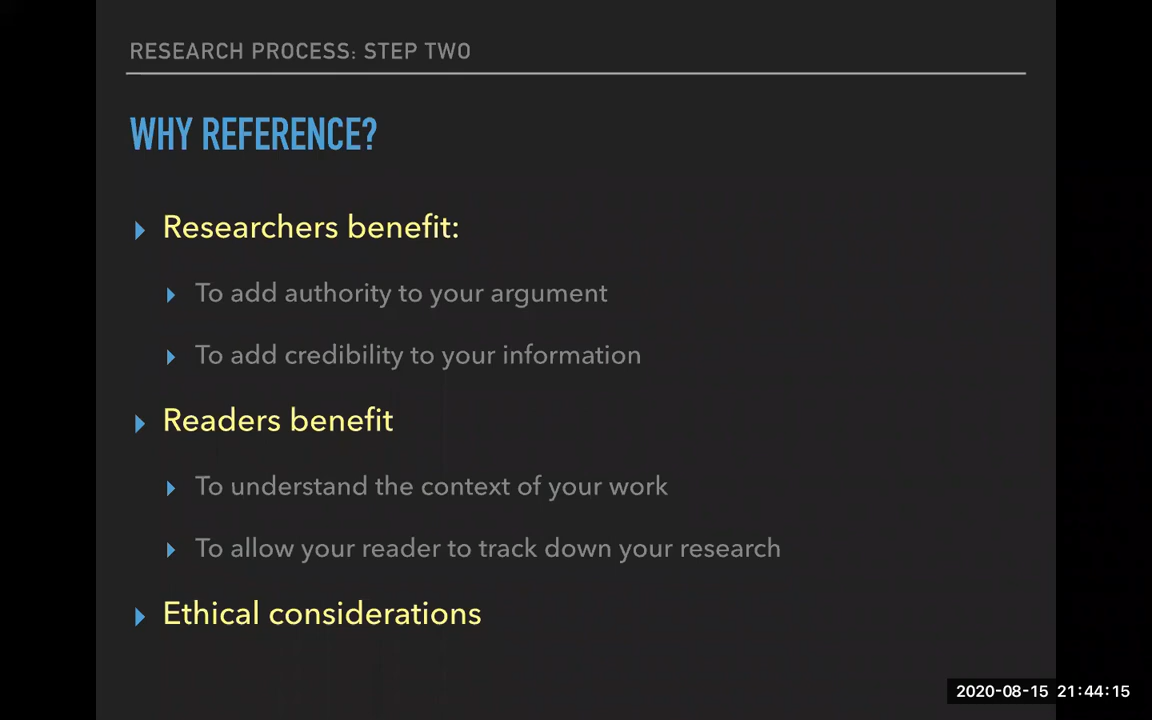 RESEARCH PROCESS: STEP TWO
WHY REFERENCE?
Researchers benefit:
To add authority to your argument
To add credibility to your information
Readers benefit
To understand the context of your work
To allow your reader to track down your research
Ethical considerations
2020-08-15 21:44:15